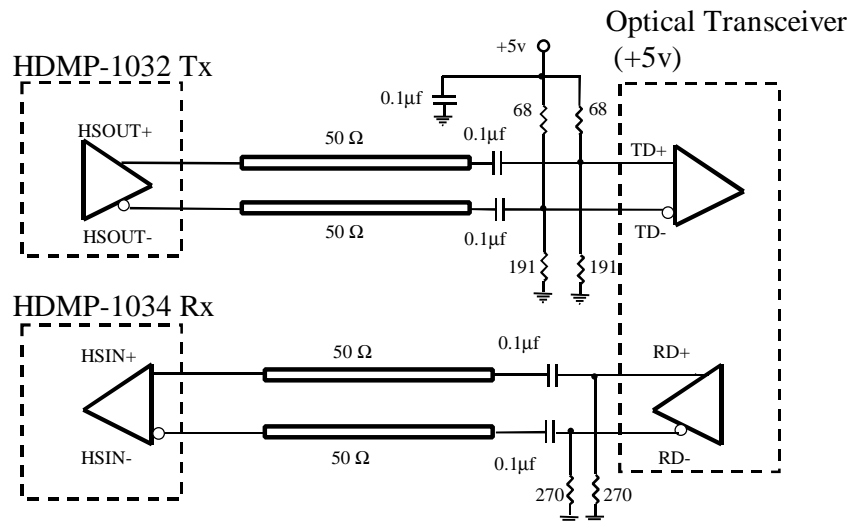 Optical Transceiver
(+5v)
+5v
HDMP-1032 Tx
0.1µf
68
68
HSOUT+
50 Ω
0.1µf
TD+
HSOUT-
50 Ω
0.1µf
TD-
191
191
HDMP-1034 Rx
HSIN+
50 Ω
0.1µf
RD+
HSIN-
50 Ω
0.1µf
RD-
270
270